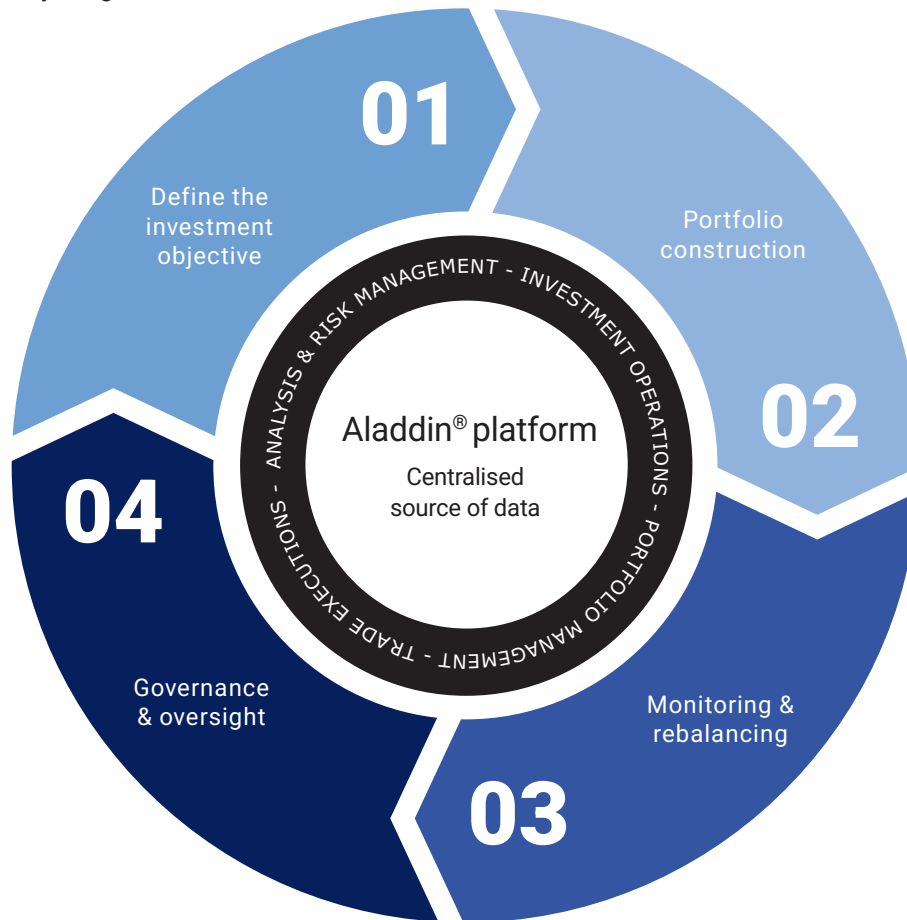 01
Define the
investment
objective
Portfolio
construction
02
Monitoring &
rebalancing
03
04
Governance
& oversight
ANALYSIS & RISK MANAGEMENT - INVESTMENT OPERATIONS - PORTFOLIO MANAGEMENT - TRADE EXECUTIONS -
Aladdin® platform
Centralised
source of data